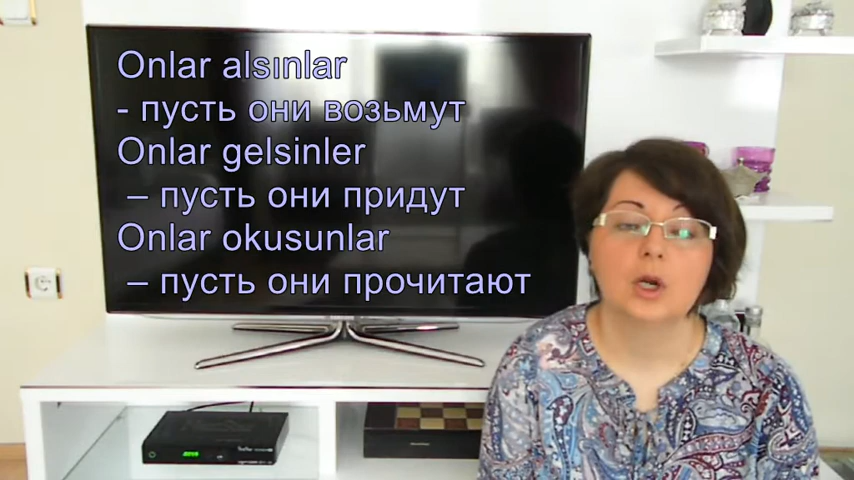 Onlar alsınlar
- пусть они возьмут
Onlar gelsinler
– пусть они придут
Onlar okusunlar
– пусть они прочитают